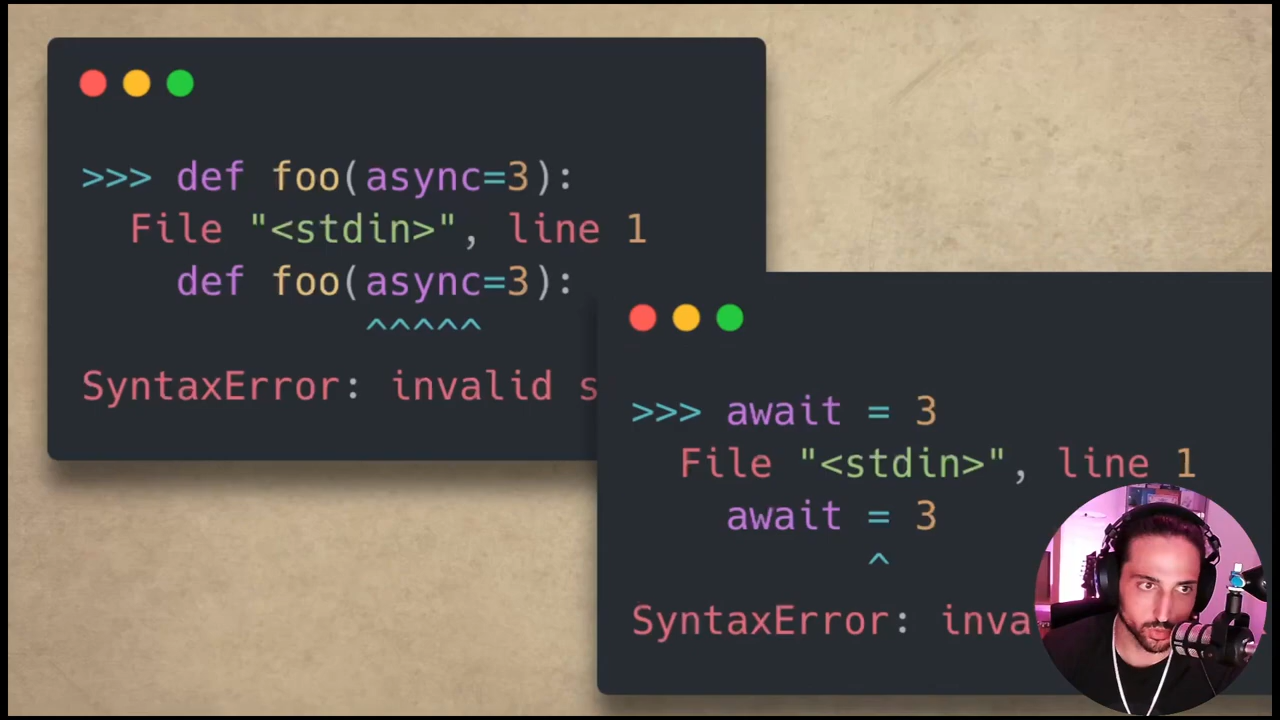 >>> def foo(async=3):
  File "<stdin>", line 1
    def foo(async=3):
            ^^^^^
SyntaxError: invalid
>>> await = 3
  File "<stdin>", line 1
    await = 3
          ^
SyntaxError: